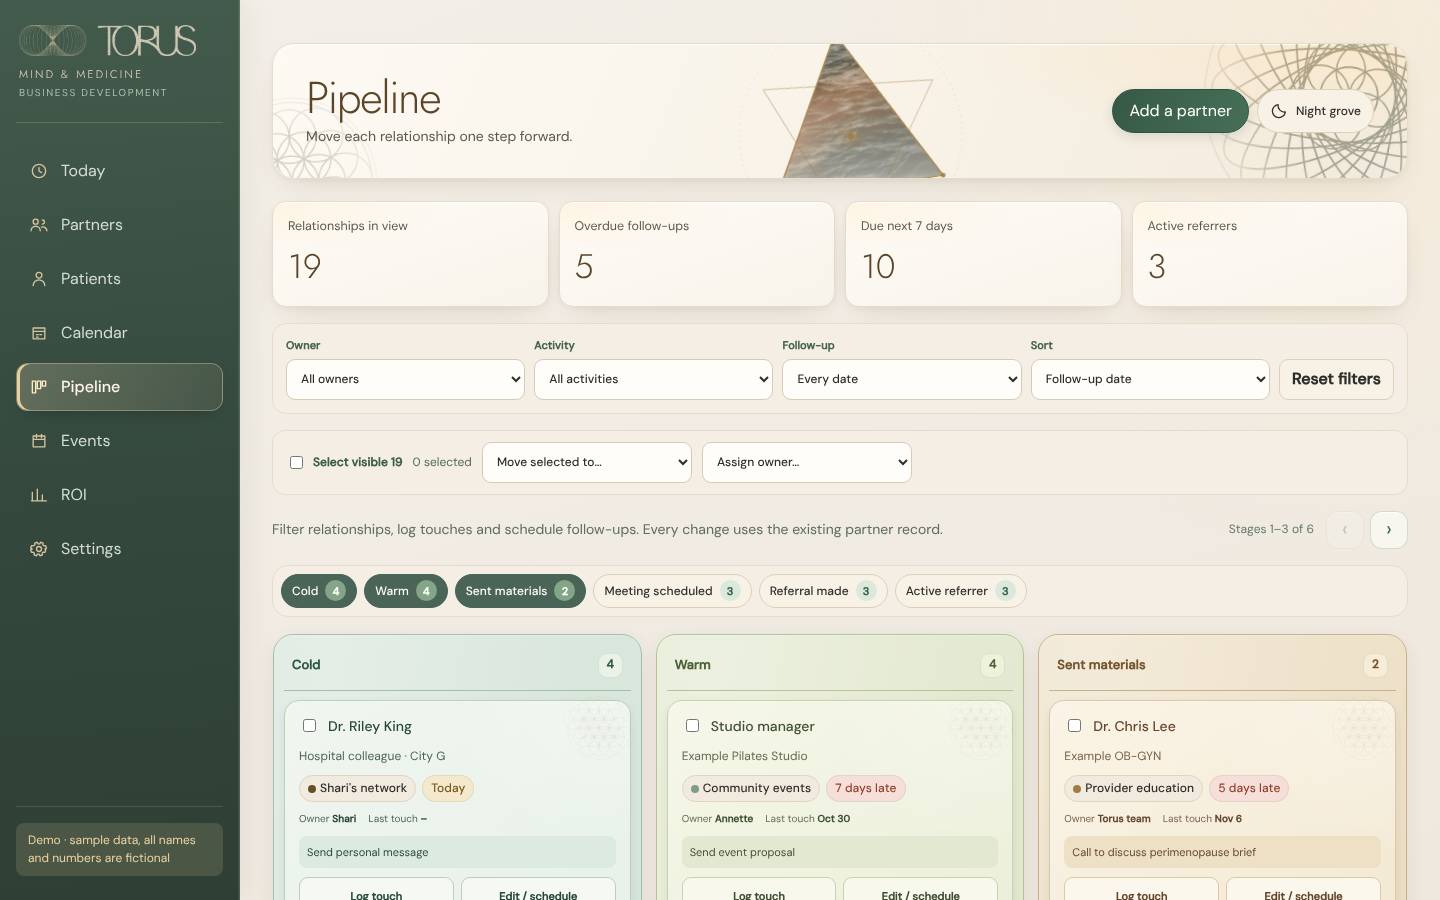 TORUS
MIND & MEDICINE
BUSINESS DEVELOPMENT
Today
Partners
Patients
Calendar
Pipeline
Events
ROI
Settings
Demo · sample data, all names
and numbers are fictional
Pipeline
Move each relationship one step forward.
Add a partner
Night grove
Relationships in view
19
Overdue follow-ups
5
Due next 7 days
10
Active referrers
3
Owner
All owners
Activity
All activities
Follow-up
Every date
Sort
Follow-up date
Reset filters
Select visible 19
0 selected
Move selected to...
Assign owner...
Filter relationships, log touches and schedule follow-ups. Every change uses the existing partner record.
Stages 1–3 of 6
‹
›
Cold 4
Warm 4
Sent materials 2
Meeting scheduled 3
Referral made 3
Active referrer 3
Cold 4
Dr. Riley King
Hospital colleague · City G
Shari's network
Today
Owner Shari Last touch –
Send personal message
Log touch
Edit / schedule
Warm 4
Studio manager
Example Pilates Studio
Community events
7 days late
Owner Annette Last touch Oct 30
Send event proposal
Log touch
Edit / schedule
Sent materials 2
Dr. Chris Lee
Example OB-GYN
Provider education
5 days late
Owner Torus team Last touch Nov 6
Call to discuss perimenopause brief
Log touch
Edit / schedule